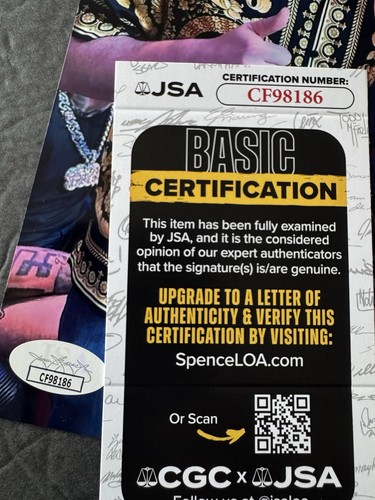 JSA
CERTIFICATION NUMBER:
CF98186
BASIC
CERTIFICATION
This item has been fully examined
by JSA, and it is the considered
opinion of our expert authenticators
that the signature(s) is/are genuine.
UPGRADE TO A LETTER OF
AUTHENTICITY & VERIFY THIS
CERTIFICATION BY VISITING:
SpenceLOA.com
Or Scan
CGC x JSA
CF98186